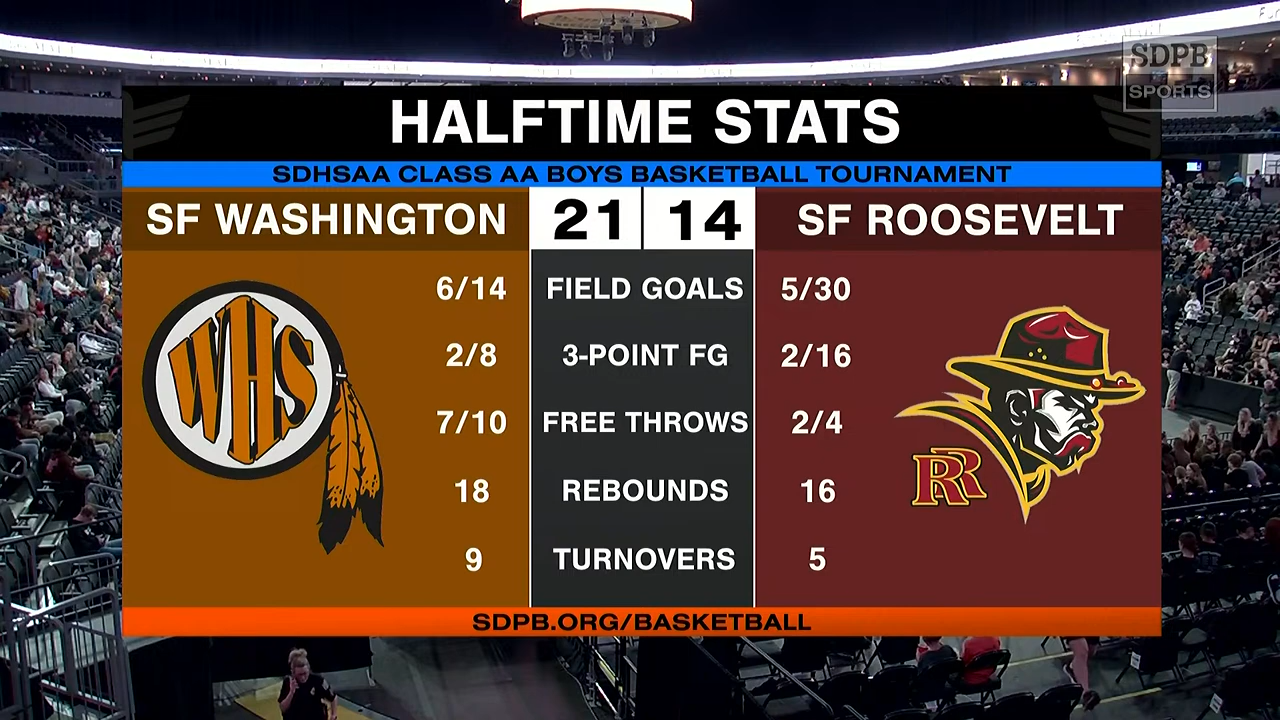 SDPB
SPORTS
HALFTIME STATS
SDHSAA CLASS AA BOYS BASKETBALL TOURNAMENT
SF WASHINGTON 21 14 SF ROOSEVELT
6/14 FIELD GOALS 5/30
2/8 3-POINT FG 2/16
7/10 FREE THROWS 2/4
18 REBOUNDS 16
9 TURNOVERS 5
WHS
RR
SDPB.ORG/BASKETBALL